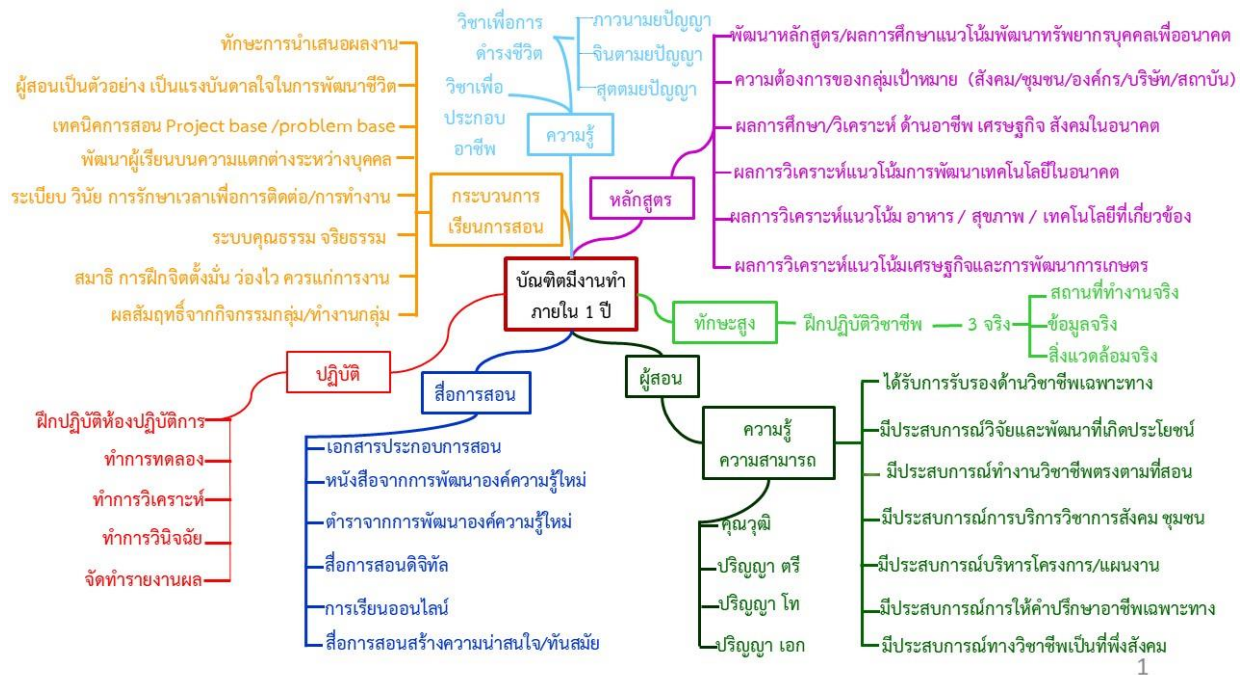 วิชาเพื่อการ
ดำรงชีวิต
วิชาเพื่อ
ประกอบ
อาชีพ
ภาวนามยปัญญา
จินตามยปัญญา
สุตตมยปัญญา
ความรู้
ทักษะการนำเสนอผลงาน
ผู้สอนเป็นตัวอย่าง เป็นแรงบันดาลใจในการพัฒนาชีวิต
เทคนิคการสอน Project base /problem base
พัฒนาผู้เรียนบนความแตกต่างระหว่างบุคคล
ระเบียบ วินัย การรักษาเวลาเพื่อการติดต่อ/การทำงาน
ระบบคุณธรรม จริยธรรม
สมาธิ การฝึกจิตตั้งมั่น ว่องไว ควรแก่การงาน
ผลสัมฤทธิ์จากกิจกรรมกลุ่ม/ทำงานกลุ่ม
กระบวนการ
เรียนการสอน
หลักสูตร
พัฒนาหลักสูตร/ผลการศึกษาแนวโน้มพัฒนาทรัพยากรบุคคลเพื่ออนาคต
ความต้องการของกลุ่มเป้าหมาย (สังคม/ชุมชน/องค์กร/บริษัท/สถาบัน)
ผลการศึกษา/วิเคราะห์ ด้านอาชีพ เศรษฐกิจ สังคมในอนาคต
ผลการวิเคราะห์แนวโน้มการพัฒนาเทคโนโลยีในอนาคต
ผลการวิเคราะห์แนวโน้ม อาหาร / สุขภาพ / เทคโนโลยีที่เกี่ยวข้อง
ผลการวิเคราะห์แนวโน้มเศรษฐกิจและการพัฒนาการเกษตร
บัณฑิตมีงานทำ
ภายใน 1 ปี
ทักษะสูง
ฝึกปฏิบัติวิชาชีพ
3 จริง
สถานที่ทำงานจริง
ข้อมูลจริง
สิ่งแวดล้อมจริง
ปฏิบัติ
ฝึกปฏิบัติห้องปฏิบัติการ
ทำการทดลอง
ทำการวิเคราะห์
ทำการวินิจฉัย
จัดทำรายงานผล
สื่อการสอน
เอกสารประกอบการสอน
หนังสือจากการพัฒนาองค์ความรู้ใหม่
ตำราจากการพัฒนาองค์ความรู้ใหม่
สื่อการสอนดิจิทัล
การเรียนออนไลน์
สื่อการสอนสร้างความน่าสนใจ/ทันสมัย
ผู้สอน
ความรู้
ความสามารถ
คุณวุฒิ
ปริญญา ตรี
ปริญญา โท
ปริญญา เอก
ได้รับการรับรองด้านวิชาชีพเฉพาะทาง
มีประสบการณ์วิจัยและพัฒนาที่เกิดประโยชน์
มีประสบการณ์ทำงานวิชาชีพตรงตามที่สอน
มีประสบการณ์การบริการวิชาการสังคม ชุมชน
มีประสบการณ์บริหารโครงการ/แผนงาน
มีประสบการณ์การให้คำปรึกษาอาชีพเฉพาะทาง
มีประสบการณ์ทางวิชาชีพเป็นที่พึ่งสังคม
1